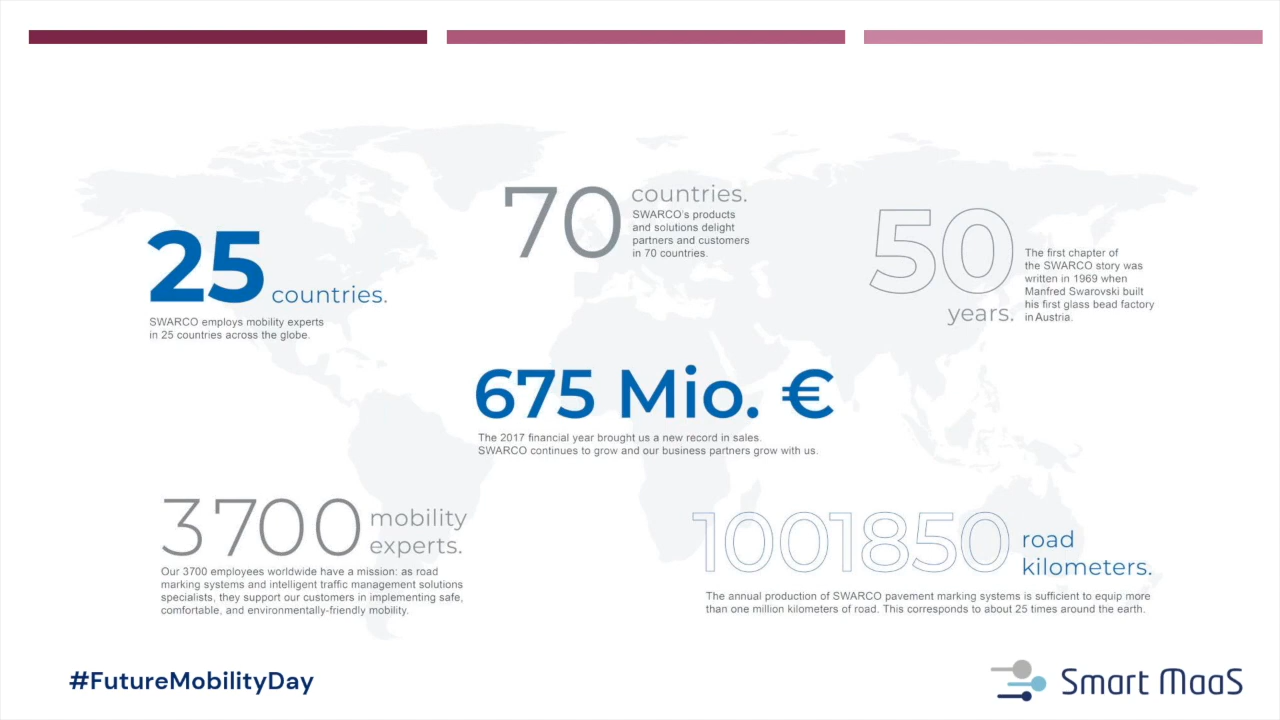 25 countries.
SWARCO employs mobility experts
in 25 countries across the globe.
70 countries.
SWARCO's products
and solutions delight
partners and customers
in 70 countries.
50
years.
The first chapter of
the SWARCO story was
written in 1969 when
Manfred Swarovski built
his first glass bead factory
in Austria.
675 Mio. €
The 2017 financial year brought us a new record in sales.
SWARCO continues to grow and our business partners grow with us.
3700 mobility
experts.
Our 3700 employees worldwide have a mission: as road
marking systems and intelligent traffic management solutions
specialists, they support our customers in implementing safe,
comfortable, and environmentally-friendly mobility.
1001850 road
kilometers.
The annual production of SWARCO pavement marking systems is sufficient to equip more
than one million kilometers of road. This corresponds to about 25 times around the earth.
#FutureMobilityDay
Smart MaaS